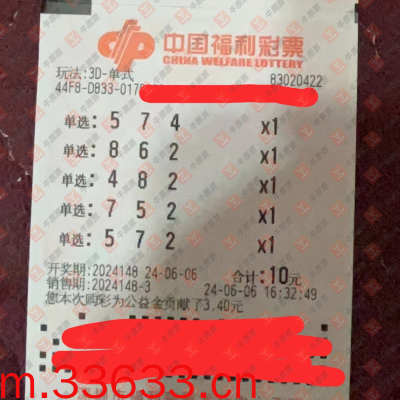 中国福利彩票
CHINA WELFARE LOTTERY
玩法:3D-单式
83020422
44F8-D833-017
单选: 5 7 4 x1
单选: 8 6 2 x1
单选: 4 8 2 x1
单选: 7 5 2 x1
单选: 5 7 2 x1
开奖期:2024148 24-06-06 合计:10元
销售期:2024148-3 24-06-06 16:32:49
您本次购彩为公益金贡献了3.40元
m.33633.cn